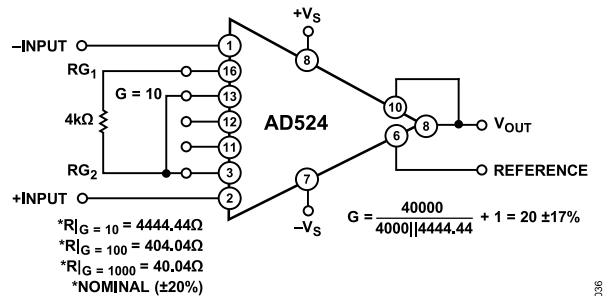 +VS
–INPUT
1
8
RG1
16
G = 10
13
10
4kΩ
12
AD524
8
VOUT
11
6
RG2
3
REFERENCE
+INPUT
2
7
–VS
*R|G = 10 = 4444.44Ω
*R|G = 100 = 404.04Ω
*R|G = 1000 = 40.04Ω
*NOMINAL (±20%)
G = 40000
4000||4444.44
+ 1 = 20 ±17%
036